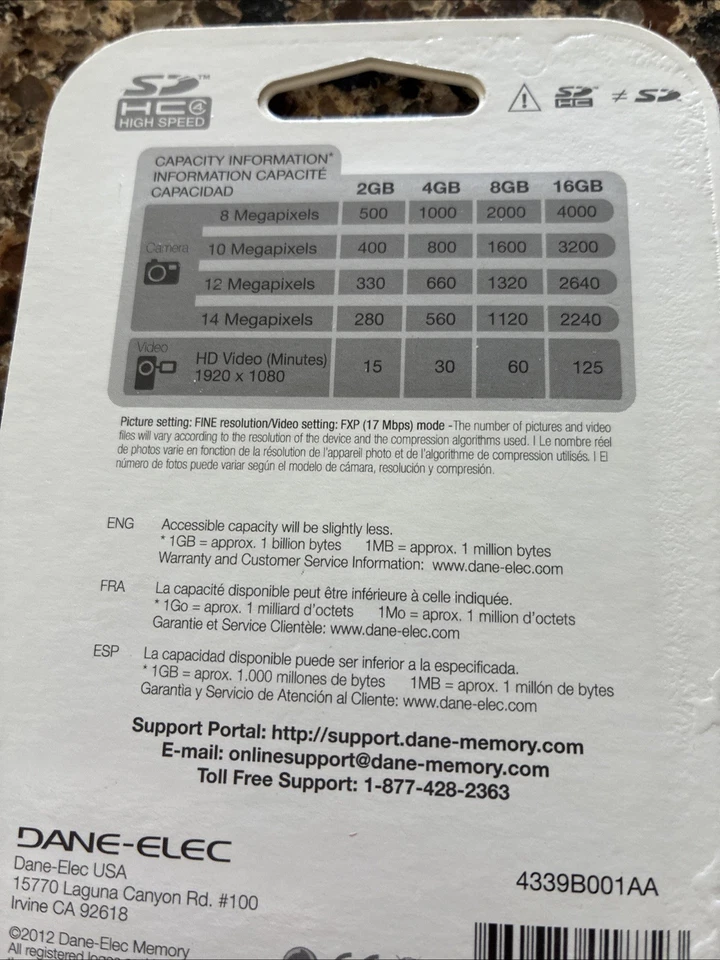 SD™
HC 4
HIGH SPEED
SD™
HC ≠ SD™
CAPACITY INFORMATION*
INFORMATION CAPACITÉ
CAPACIDAD 2GB 4GB 8GB 16GB
8 Megapixels 500 1000 2000 4000
Camera 10 Megapixels 400 800 1600 3200
12 Megapixels 330 660 1320 2640
14 Megapixels 280 560 1120 2240
Video
HD Video (Minutes) 15 30 60 125
1920 x 1080
Picture setting: FINE resolution/Video setting: FXP (17 Mbps) mode -The number of pictures and video
files will vary according to the resolution of the device and the compression algorithms used. I Le nombre réel
de photos varie en fonction de la résolution de l'appareil photo et de l'algorithme de compression utilisés. I El
número de fotos puede variar según el modelo de cámara, resolución y compresión.
ENG Accessible capacity will be slightly less.
* 1GB = approx. 1 billion bytes 1MB = approx. 1 million bytes
Warranty and Customer Service Information: www.dane-elec.com
FRA La capacité disponible peut être inférieure à celle indiquée.
* 1Go = aprox. 1 milliard d'octets 1Mo = aprox. 1 million d'octets
Garantie et Service Clientèle: www.dane-elec.com
ESP La capacidad disponible puede ser inferior a la especificada.
* 1GB = aprox. 1.000 millones de bytes 1MB = aprox. 1 millón de bytes
Garantia y Servicio de Atención al Cliente: www.dane-elec.com
Support Portal: http://support.dane-memory.com
E-mail: onlinesupport@dane-memory.com
Toll Free Support: 1-877-428-2363
DANE-ELEC
Dane-Elec USA
15770 Laguna Canyon Rd. #100
Irvine CA 92618
4339B001AA
©2012 Dane-Elec Memory
All registered logos